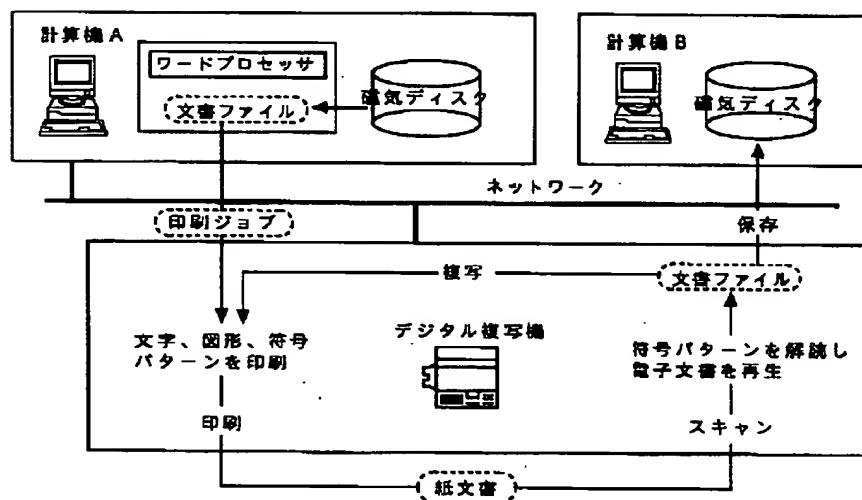 計算機A
ワードプロセッサ
文書ファイル
磁気ディスク
計算機B
磁気ディスク
ネットワーク
印刷ジョブ
保存
複写
文書ファイル
文字、図形、符母
パターンを印刷
デジタル複写機
符号パターンを解読し
電子文書を再生
印刷
スキャン
紙文書